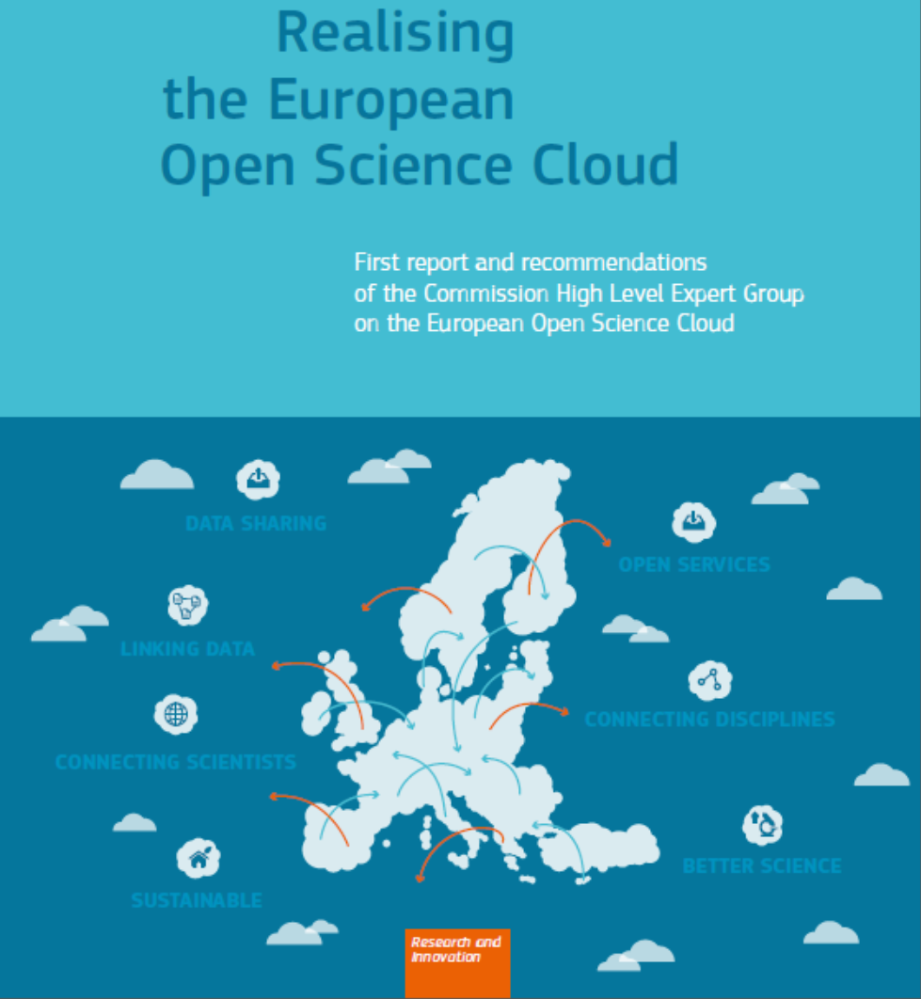 Realising
the European
Open Science Cloud
First report and recommendations
of the Commission High Level Expert Group
on the European Open Science Cloud
DATA SHARING
OPEN SERVICES
LINKING DATA
CONNECTING DISCIPLINES
CONNECTING SCIENTISTS
BETTER SCIENCE
SUSTAINABLE
Research and
Innovation